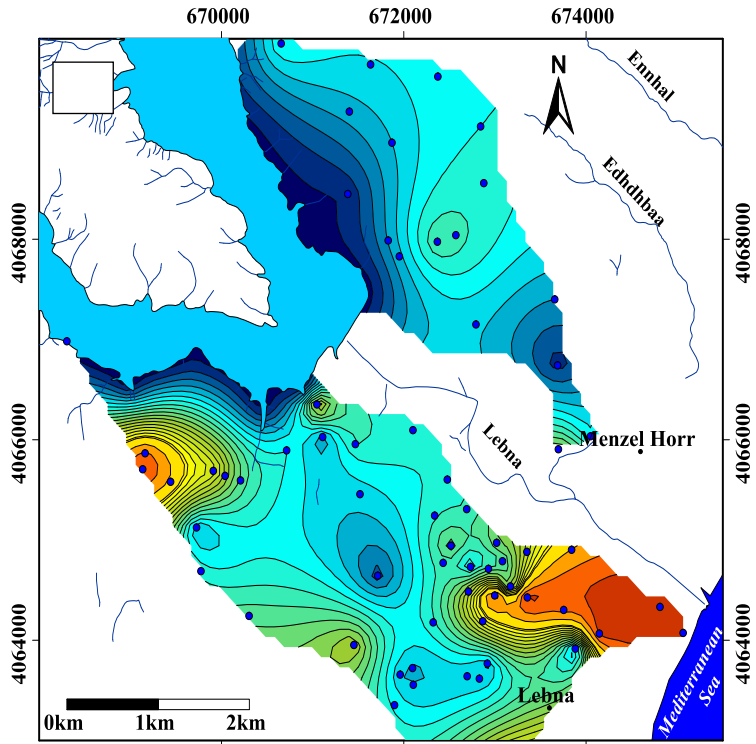 670000
672000
674000
4068000
4066000
4064000
4068000
4066000
4064000
N
Ennhal
Edhdhbaa
Lebna
Menzel Horr
Lebna
Mediterranean
Sea
0km
1km
2km